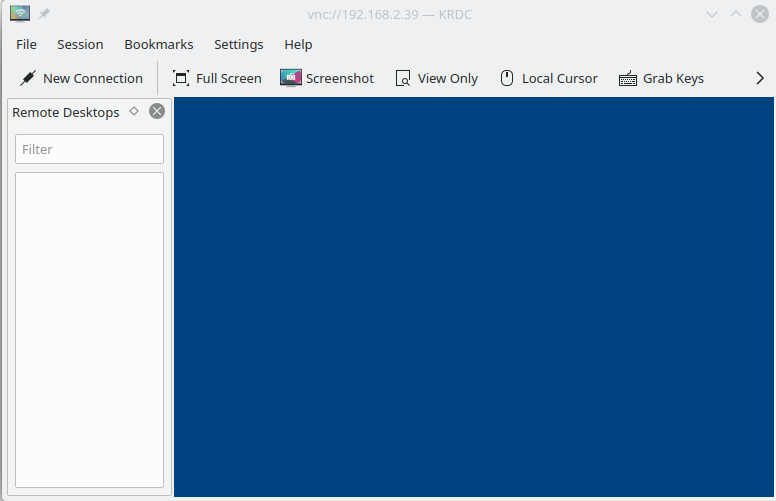 vnc://192.168.2.39 — KRDC
File Session Bookmarks Settings Help
New Connection Full Screen Screenshot View Only Local Cursor Grab Keys
Remote Desktops
Filter